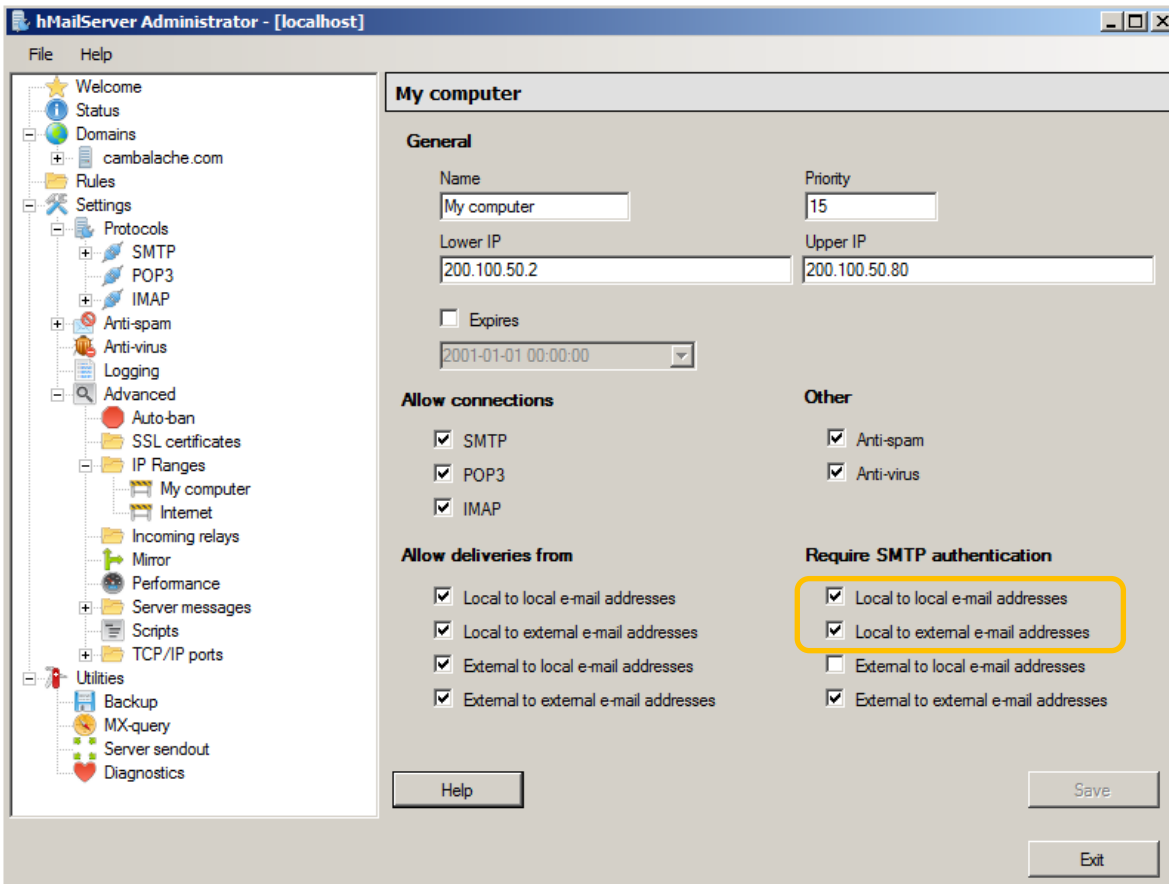 hMailServer Administrator - [localhost]
File Help
Welcome
Status
Domains
cambalache.com
Rules
Settings
Protocols
SMTP
POP3
IMAP
Anti-spam
Anti-virus
Logging
Advanced
Auto-ban
SSL certificates
IP Ranges
My computer
Internet
Incoming relays
Mirror
Performance
Server messages
Scripts
TCP/IP ports
Utilities
Backup
MX-query
Server sendout
Diagnostics
My computer
General
Name Priority
My computer 15
Lower IP Upper IP
200.100.50.2 200.100.50.80
Expires
2001-01-01 00:00:00
Allow connections
SMTP
POP3
IMAP
Other
Anti-spam
Anti-virus
Allow deliveries from
Local to local e-mail addresses
Local to external e-mail addresses
External to local e-mail addresses
External to external e-mail addresses
Require SMTP authentication
Local to local e-mail addresses
Local to external e-mail addresses
External to local e-mail addresses
External to external e-mail addresses
Help Save
Exit